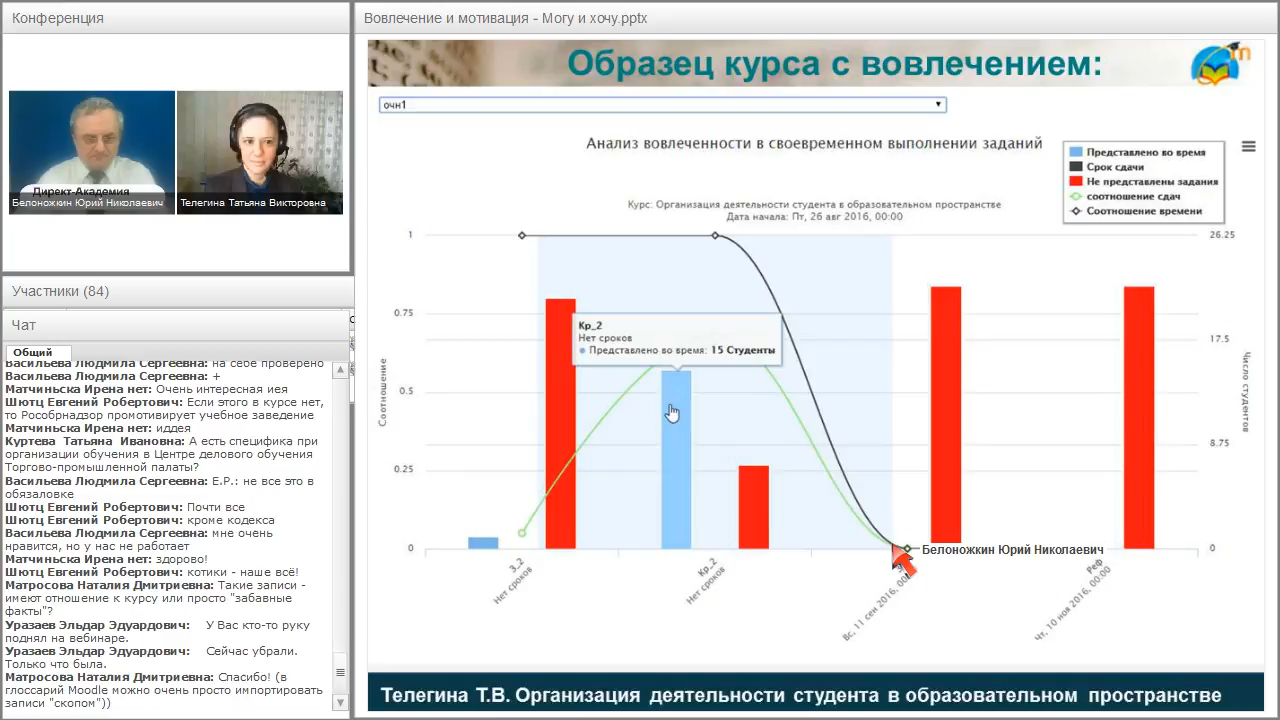 Конференция
Директ-Академия
Белоножкин Юрий Николаевич
Телегина Татьяна Викторовна
Участники (84)
Чат
Общий
Васильева Людмила Сергеевна: на себе проверено
Васильева Людмила Сергеевна: +
Матчиньска Ирена нет: Очень интересная иея
Шютц Евгений Робертович: Если этого в курсе нет,
то Рособрнадзор промотивирует учебное заведение
Матчиньска Ирена нет: иддея
Куртева Татьяна Ивановна: А есть специфика при
организации обучения в Центре делового обучения
Торгово-промышленной палаты?
Васильева Людмила Сергеевна: Е.Р.: не все это в
обязаловке
Шютц Евгений Робертович: Почти все
Шютц Евгений Робертович: кроме кодекса
Васильева Людмила Сергеевна: мне очень
нравится, но у нас не работает
Матчиньска Ирена нет: здорово!
Шютц Евгений Робертович: котики - наше всё!
Матросова Наталия Дмитриевна: Такие записи -
имеют отношение к курсу или просто "забавные
факты"?
Уразаев Эльдар Эдуардович: У Вас кто-то руку
поднял на вебинаре.
Уразаев Эльдар Эдуардович: Сейчас убрали.
Только что была.
Матросова Наталия Дмитриевна: Спасибо! (в
глоссарий Moodle можно очень просто импортировать
записи "скопом"))
Вовлечение и мотивация - Могу и хочу.pptx
Образец курса с вовлечением:
очн1
Анализ вовлеченности в своевременном выполнении заданий
Представлено во время
Срок сдачи
Не представлены задания
соотношение сдач
Соотношение времени
Курс: Организация деятельности студента в образовательном пространстве
Дата начала: Пт, 26 авг 2016, 00:00
1
0.75
0.5
0.25
0
Соотношение
26.25
17.5
8.75
0
Число студентов
Кр_2
Нет сроков
Представлено во время: 15 Студенты
Белоножкин Юрий Николаевич
З_2
Нет сроков
Кр_2
Нет сроков
Вс, 11 сен 2016,
Реф
Чт, 10 ноя 2016, 00:00
Телегина Т.В. Организация деятельности студента в образовательном пространстве